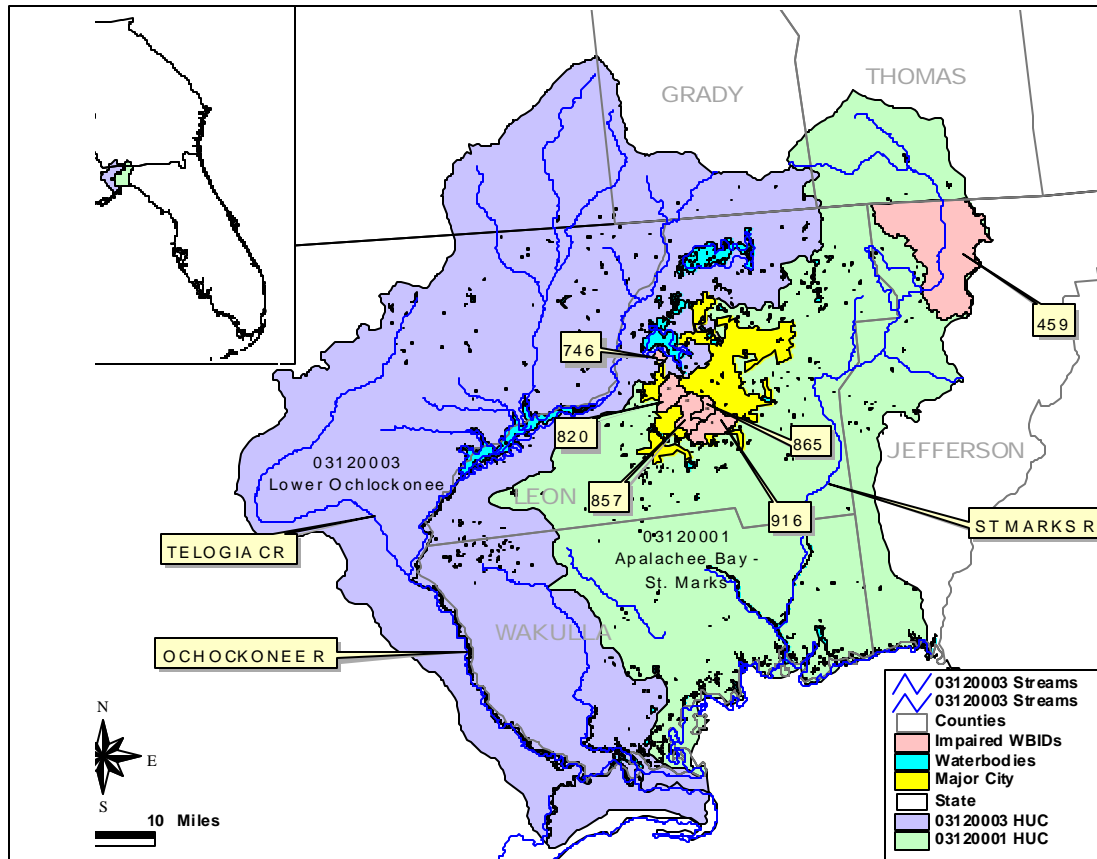 GRADY
THOMAS
459
746
820
865
JEFFERSON
03120003
Lower Ochlockonee
857
LEON
916
ST MARKS R
TELOGIA CR
03120001
Apalachee Bay -
St. Marks
WAKULLA
OCHOCKONEE R
N
E
S
10 Miles
03120003 Streams
03120003 Streams
Counties
Impaired WBIDs
Waterbodies
Major City
State
03120003 HUC
03120001 HUC